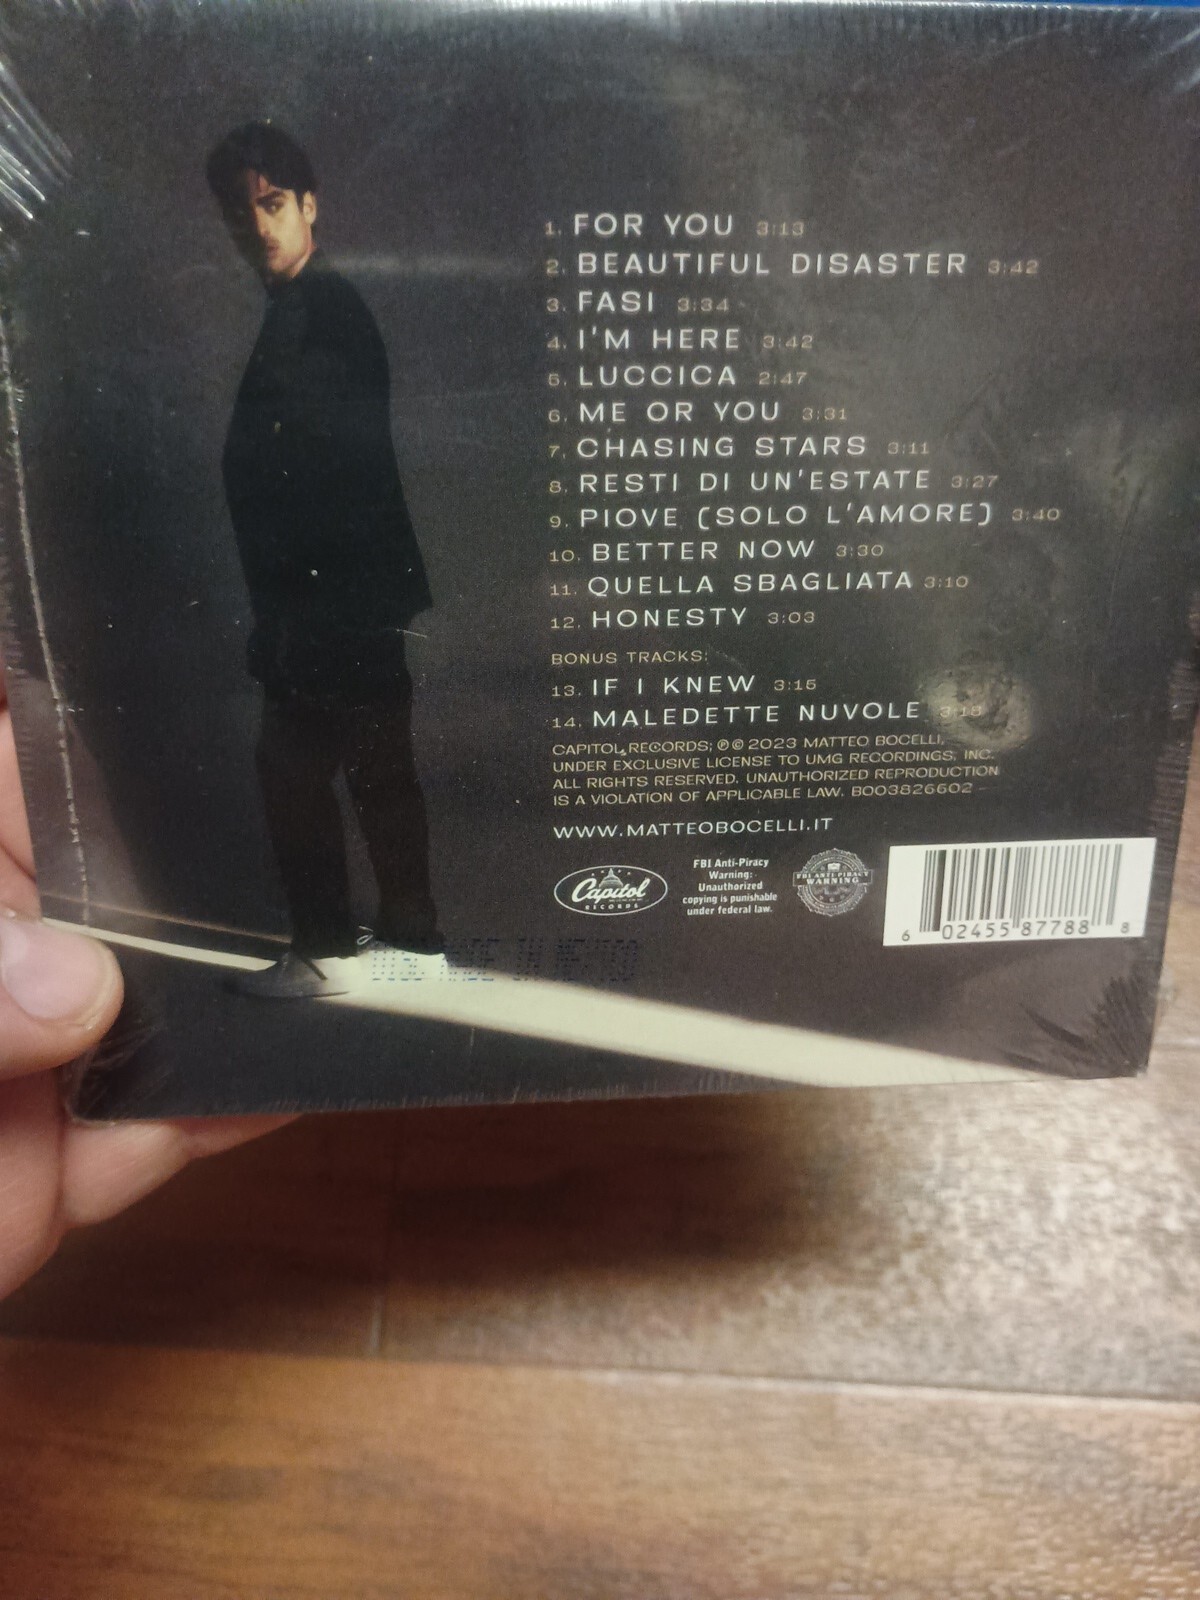 1. FOR YOU 3:13
2. BEAUTIFUL DISASTER 3:42
3. FASI 3:34
4. I'M HERE 3:42
5. LUCCICA 2:47
6. ME OR YOU 3:31
7. CHASING STARS 3:11
8. RESTI DI UN'ESTATE 3:27
9. PIOVE (SOLO L'AMORE) 3:40
10. BETTER NOW 3:30
11. QUELLA SBAGLIATA 3:10
12. HONESTY 3:03
BONUS TRACKS:
13. IF I KNEW 3:15
14. MALEDETTE NUVOLE 3:18
CAPITOL RECORDS; ℗ © 2023 MATTEO BOCELLI,
UNDER EXCLUSIVE LICENSE TO UMG RECORDINGS, INC.
ALL RIGHTS RESERVED. UNAUTHORIZED REPRODUCTION
IS A VIOLATION OF APPLICABLE LAW. B003826602
WWW.MATTEOBOCELLI.IT
Capitol
RECORDS
FBI Anti-Piracy
Warning:
Unauthorized
copying is punishable
under federal law.
FBI ANTI-PIRACY
WARNING
6 02455 87788 8
DISC MADE IN MEXICO